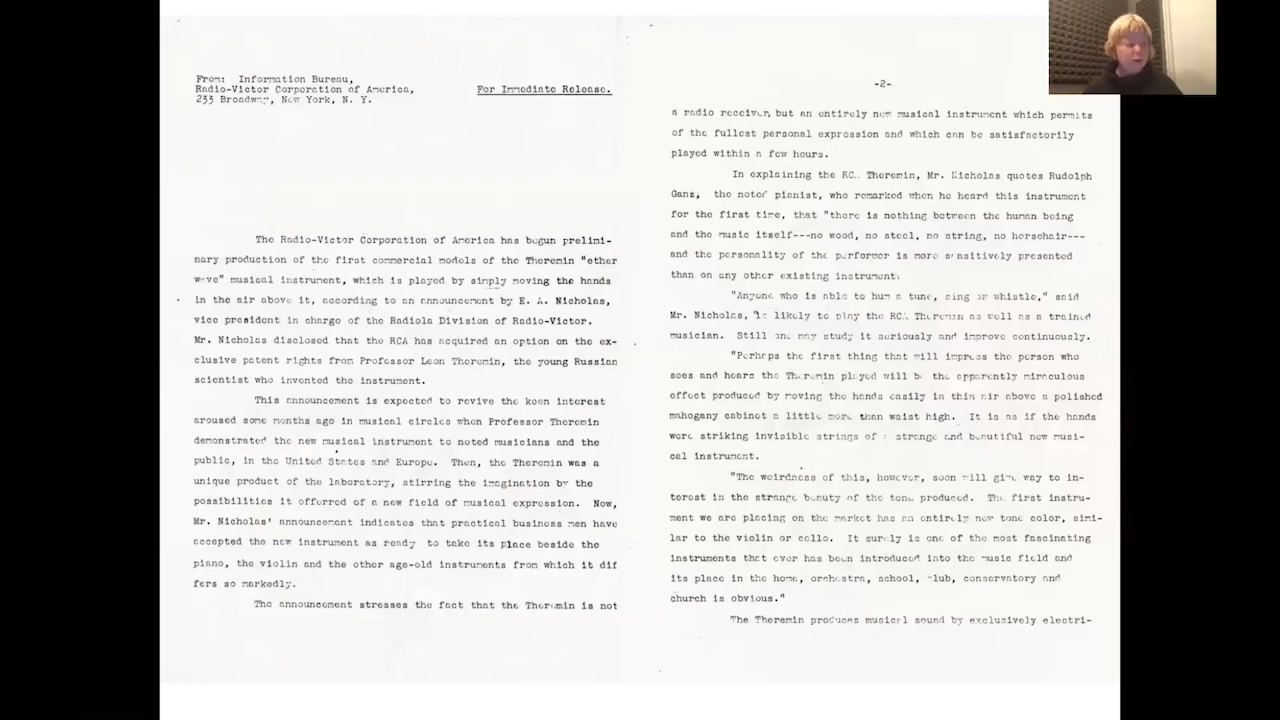 From: Information Bureau,
Radio-Victor Corporation of America,
233 Broadway, New York, N. Y.
For Immediate Release.
The Radio-Victor Corporation of America has begun prelimi-
nary production of the first commercial models of the Theremin "ether
wave" musical instrument, which is played by simply moving the hands
in the air above it, according to an announcement by E. A. Nicholas,
vice president in charge of the Radiola Division of Radio-Victor.
Mr. Nicholas disclosed that the RCA has acquired an option on the ex-
clusive patent rights from Professor Leon Theremin, the young Russian
scientist who invented the instrument.
This announcement is expected to revive the keen interest
aroused some months ago in musical circles when Professor Theremin
demonstrated the new musical instrument to noted musicians and the
public, in the United States and Europe. Then, the Theremin was a
unique product of the laboratory, stirring the imagination by the
possibilities it offered of a new field of musical expression. Now,
Mr. Nicholas' announcement indicates that practical business men have
accepted the new instrument as ready to take its place beside the
piano, the violin and the other age-old instruments from which it dif
fers so markedly.
The announcement stresses the fact that the Theremin is not
-2-
a radio receiver, but an entirely new musical instrument which permits
of the fullest personal expression and which can be satisfactorily
played within a few hours.
In explaining the RCA Theremin, Mr. Nicholas quotes Rudolph
Ganz, the noted pianist, who remarked when he heard this instrument
for the first time, that "there is nothing between the human being
and the music itself---no wood, no steel, no string, no horsehair---
and the personality of the performer is more sensitively presented
than on any other existing instrument.
"Anyone who is able to hum a tune, sing or whistle," said
Mr. Nicholas, "is likely to play the RCA Theremin as well as a trained
musician. Still one may study it seriously and improve continuously.
"Perhaps the first thing that will impress the person who
sees and hears the Theremin played will be the apparently miraculous
effect produced by moving the hands easily in thin air above a polished
mahogany cabinet a little more than waist high. It is as if the hands
were striking invisible strings of a strange and beautiful new musi-
cal instrument.
"The weirdness of this, however, soon will give way to in-
terest in the strange beauty of the tone produced. The first instru-
ment we are placing on the market has an entirely new tone color, simi-
lar to the violin or cello. It surely is one of the most fascinating
instruments that ever has been introduced into the music field and
its place in the home, orchestra, school, club, conservatory and
church is obvious."
The Theremin produces musical sound by exclusively electri-